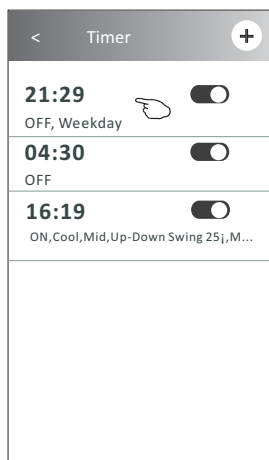 < Timer +
21:29
OFF, Weekday
04:30
OFF
16:19
ON,Cool,Mid,Up-Down Swing 25¡,M...